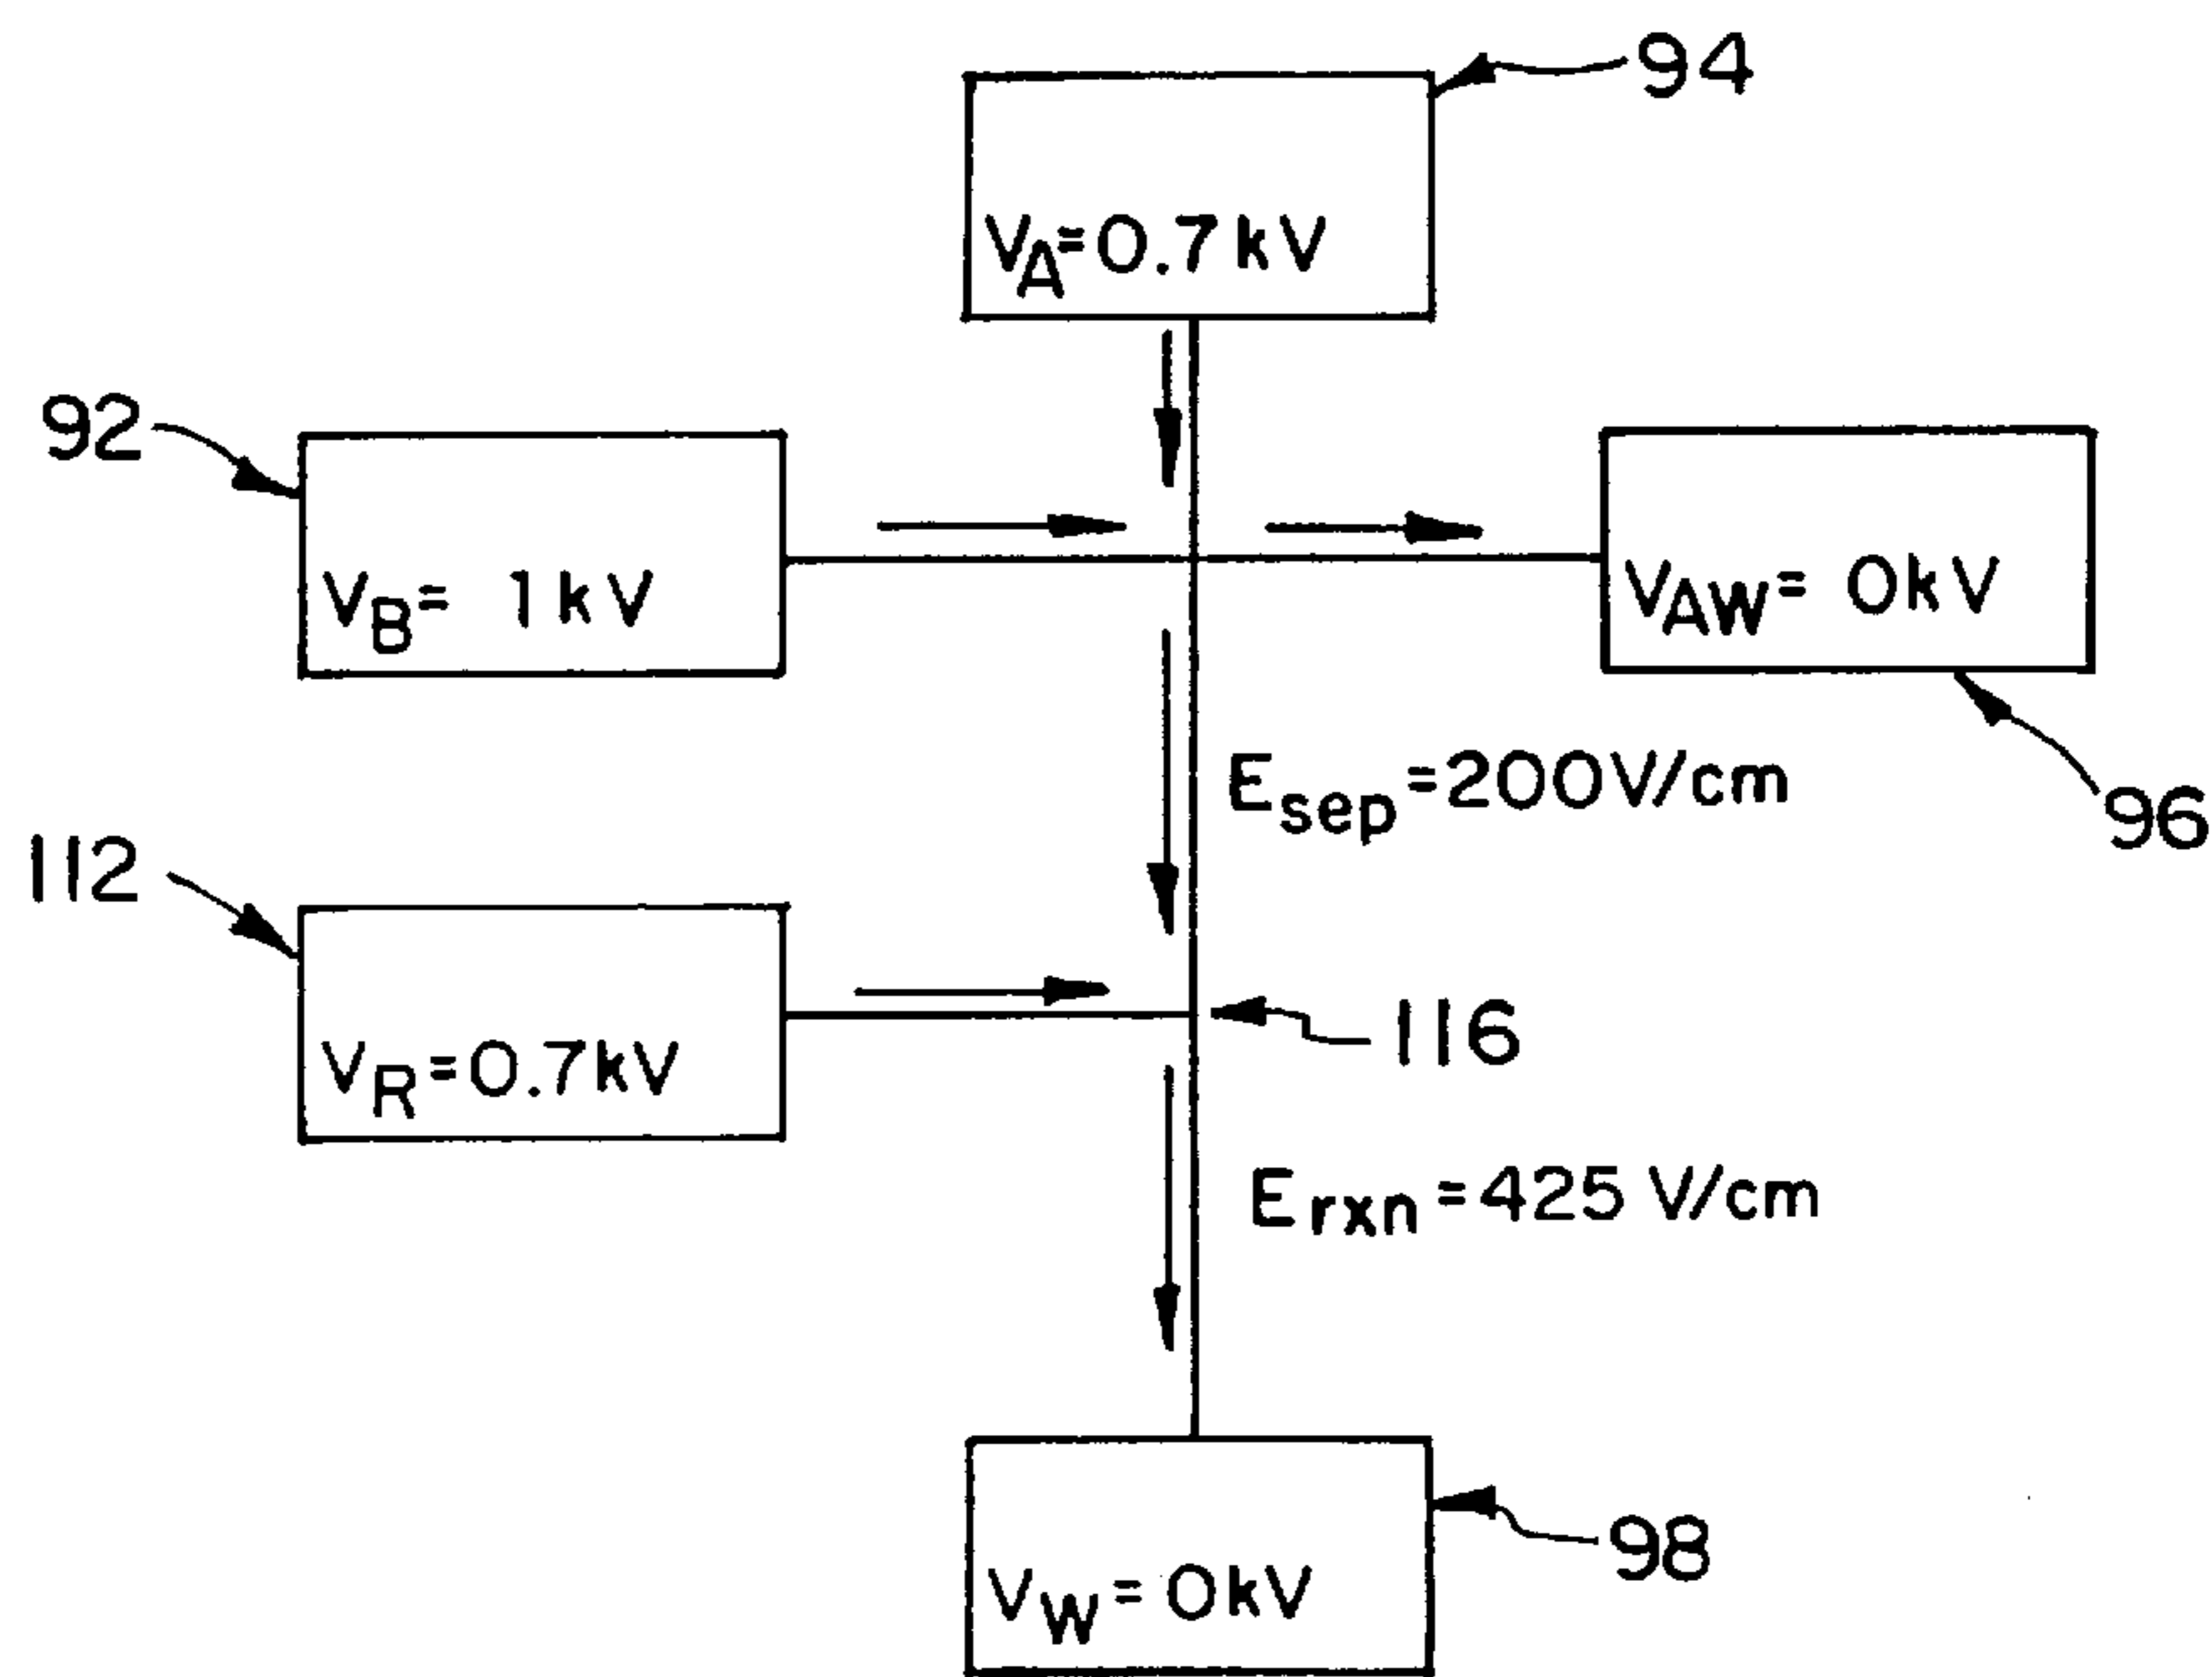 94
V_A=0.7kV
92
V_B= 1kV
V_AW= 0kV
E_sep=200V/cm
96
112
V_R=0.7kV
116
E_rxn=425 V/cm
98
V_W=0kV